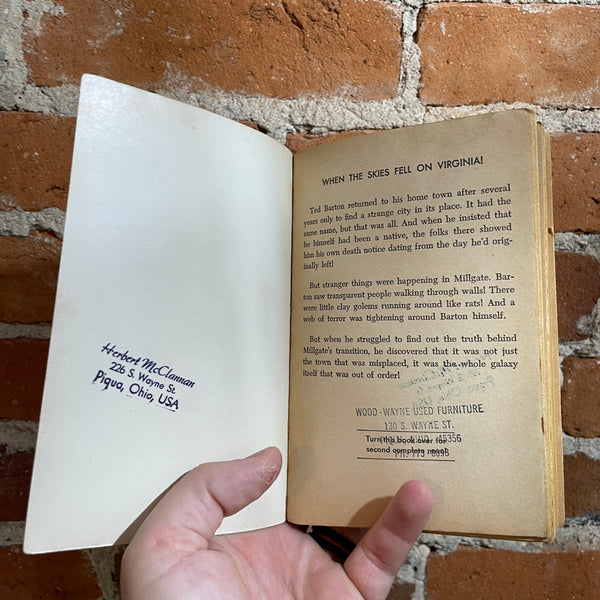 Herbert McClannan
226 S. Wayne St.
Piqua, Ohio, USA
WHEN THE SKIES FELL ON VIRGINIA!
Ted Barton returned to his home town after several
years only to find a strange city in its place. It had the
same name, but that was all. And when he insisted that
he himself had been a native, the folks there showed
him his own death notice dating from the day he'd orig-
inally left!
But stranger things were happening in Millgate. Bar-
ton saw transparent people walking through walls! There
were little clay golems running around like rats! And a
web of terror was tightening around Barton himself.
But when he struggled to find out the truth behind
Millgate's transition, he discovered that it was not just
the town that was misplaced, it was the whole galaxy
itself that was out of order!
WOOD-WAYNE USED FURNITURE
130 S. WAYNE ST.
45356
Turn this book over for
second complete novel
PH. 773